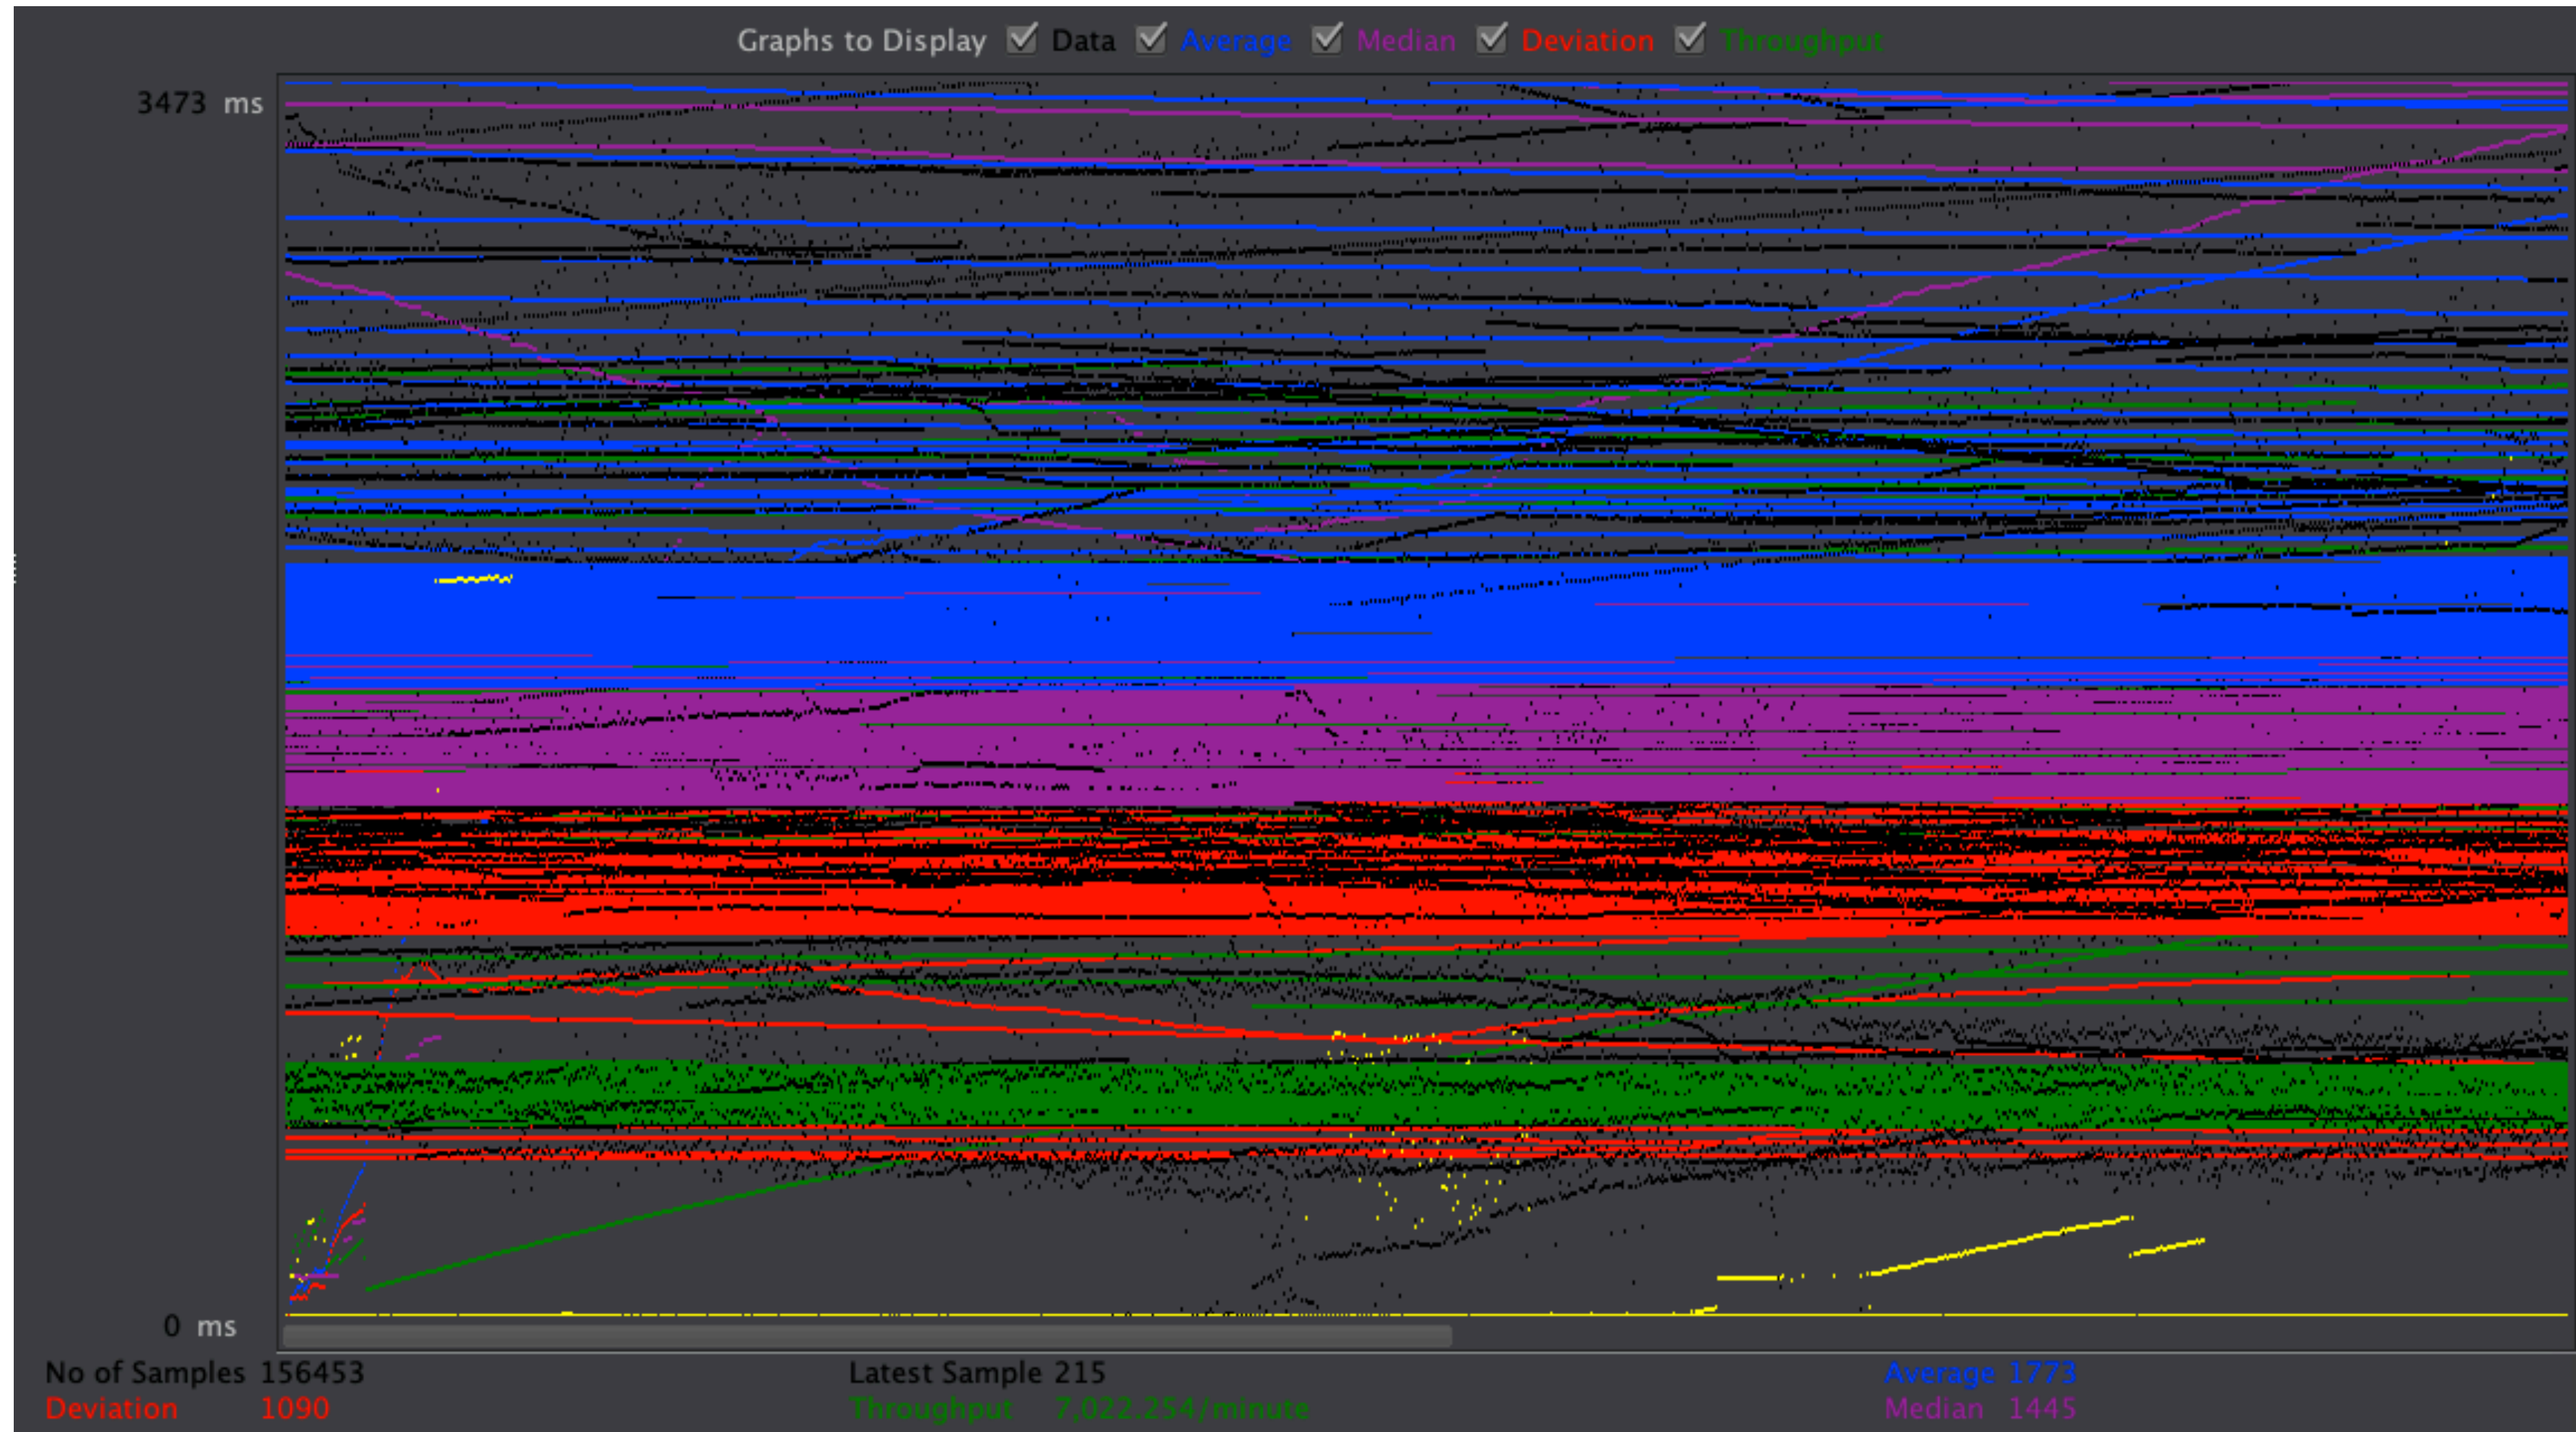 Graphs to Display Data Average Median Deviation Throughput
3473 ms
0 ms
No of Samples 156453 Latest Sample 215 Average 1773
Deviation 1090 Throughput 7,022.254/minute Median 1445